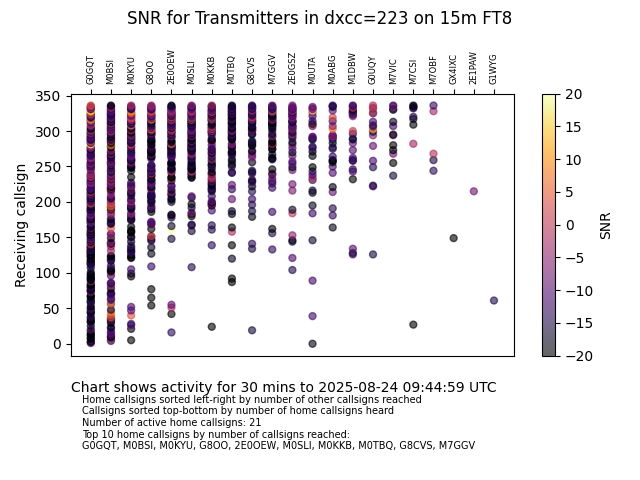 SNR for Transmitters in dxcc=223 on 15m FT8
G0GQT M0BSI M0KYU G8OO 2E0OEW M0SLI M0KKB M0TBQ G8CVS M7GGV 2E0GSZ M0UTA M0ABG M1DBW G0UQY M7VIC M7CSI M7OBF GX4IXC 2E1PAW G1WYG
350
300
250
200
150
100
50
0
Receiving callsign
20
15
10
5
0
−5
−10
−15
−20
SNR
Chart shows activity for 30 mins to 2025-08-24 09:44:59 UTC
Home callsigns sorted left-right by number of other callsigns reached
Callsigns sorted top-bottom by number of home callsigns heard
Number of active home callsigns: 21
Top 10 home callsigns by number of callsigns reached:
G0GQT, M0BSI, M0KYU, G8OO, 2E0OEW, M0SLI, M0KKB, M0TBQ, G8CVS, M7GGV